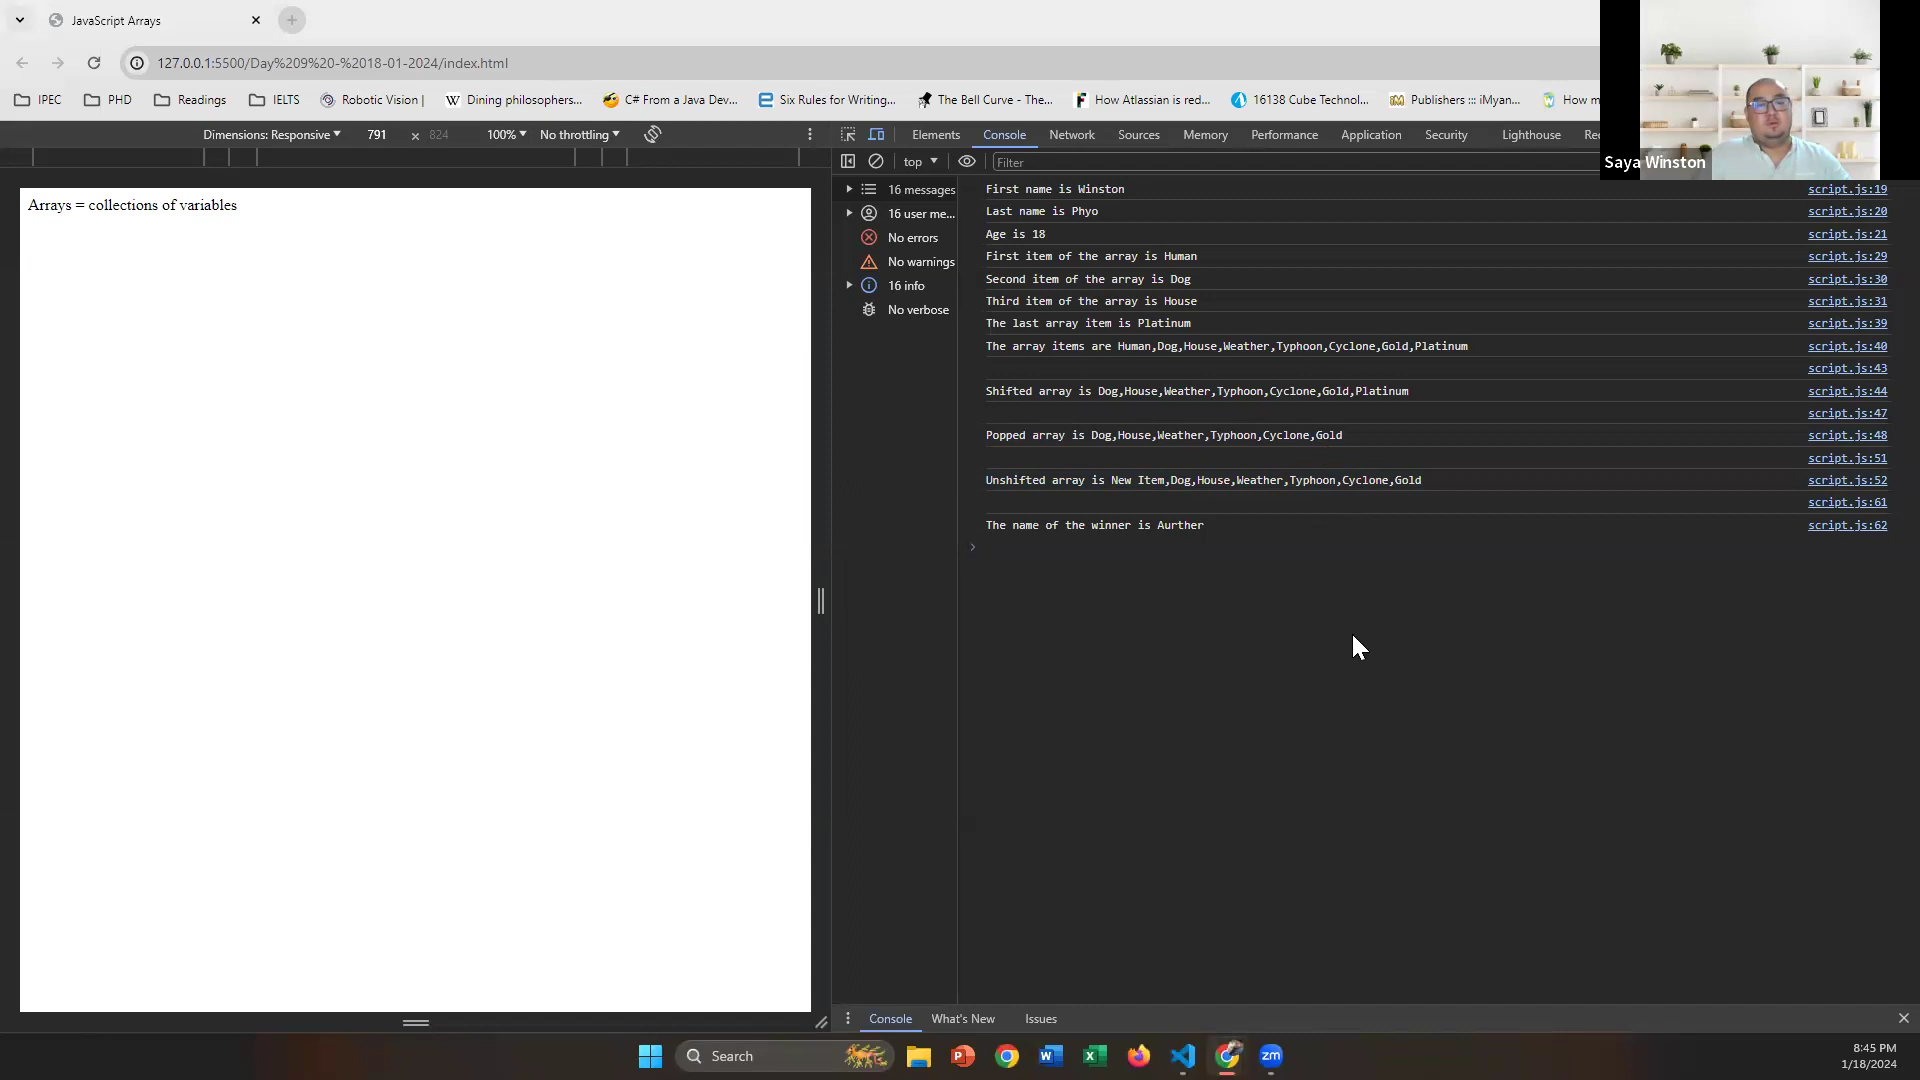 JavaScript Arrays
127.0.0.1:5500/Day%209%20-%2018-01-2024/index.html
IPEC PHD Readings IELTS Robotic Vision | Dining philosophers... C# From a Java Dev... Six Rules for Writing... The Bell Curve - The... How Atlassian is red... 16138 Cube Technol... Publishers ::: iMyan... How m
Dimensions: Responsive 791 × 824 100% No throttling
Elements Console Network Sources Memory Performance Application Security Lighthouse Rec
top Filter
Saya Winston
Arrays = collections of variables
16 messages
16 user me...
No errors
No warnings
16 info
No verbose
First name is Winston script.js:19
Last name is Phyo script.js:20
Age is 18 script.js:21
First item of the array is Human script.js:29
Second item of the array is Dog script.js:30
Third item of the array is House script.js:31
The last array item is Platinum script.js:39
The array items are Human,Dog,House,Weather,Typhoon,Cyclone,Gold,Platinum script.js:40
script.js:43
Shifted array is Dog,House,Weather,Typhoon,Cyclone,Gold,Platinum script.js:44
script.js:47
Popped array is Dog,House,Weather,Typhoon,Cyclone,Gold script.js:48
script.js:51
Unshifted array is New Item,Dog,House,Weather,Typhoon,Cyclone,Gold script.js:52
script.js:61
The name of the winner is Aurther script.js:62
Console What's New Issues
Search
zm
8:45 PM
1/18/2024